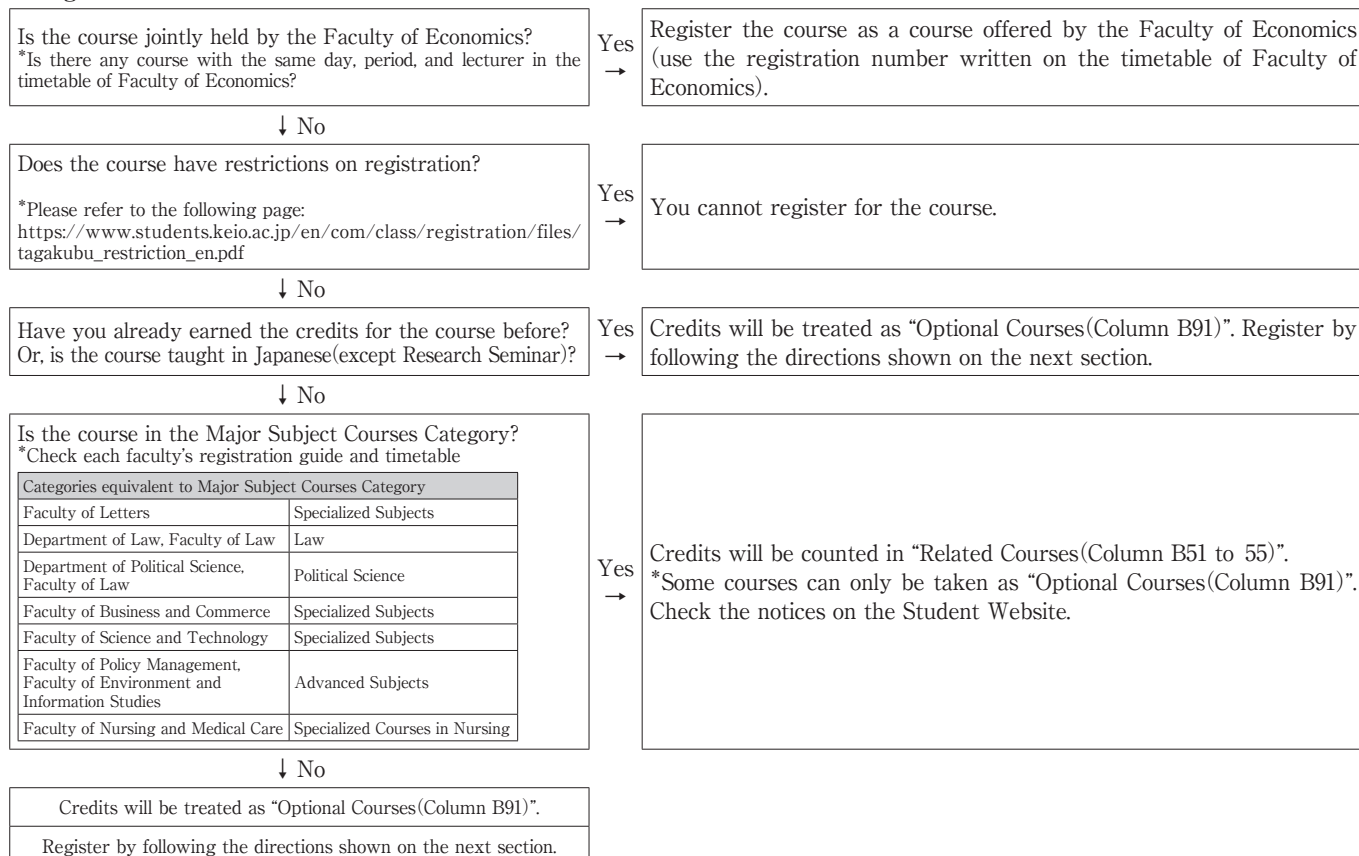 Is the course jointly held by the Faculty of Economics?
*Is there any course with the same day, period, and lecturer in the
timetable of Faculty of Economics?
Yes
→
Register the course as a course offered by the Faculty of Economics
(use the registration number written on the timetable of Faculty of
Economics).
↓ No
Does the course have restrictions on registration?
*Please refer to the following page:
https://www.students.keio.ac.jp/en/com/class/registration/files/
tagakubu_restriction_en.pdf
Yes
→
You cannot register for the course.
↓ No
Have you already earned the credits for the course before?
Or, is the course taught in Japanese(except Research Seminar)?
Yes
→
Credits will be treated as “Optional Courses(Column B91)”. Register by
following the directions shown on the next section.
↓ No
Is the course in the Major Subject Courses Category?
*Check each faculty’s registration guide and timetable
Categories equivalent to Major Subject Courses Category
Faculty of Letters
Specialized Subjects
Department of Law, Faculty of Law
Law
Department of Political Science,
Faculty of Law
Political Science
Faculty of Business and Commerce
Specialized Subjects
Faculty of Science and Technology
Specialized Subjects
Faculty of Policy Management,
Faculty of Environment and
Information Studies
Advanced Subjects
Faculty of Nursing and Medical Care
Specialized Courses in Nursing
Yes
→
Credits will be counted in “Related Courses(Column B51 to 55)”.
*Some courses can only be taken as “Optional Courses(Column B91)”.
Check the notices on the Student Website.
↓ No
Credits will be treated as “Optional Courses(Column B91)”.
Register by following the directions shown on the next section.